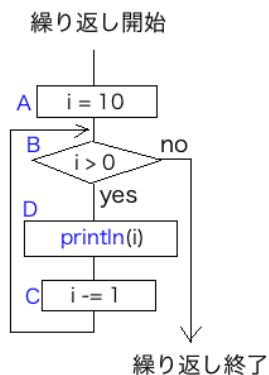 繰り返し開始
A
i = 10
B
i > 0
no
yes
D
println(i)
C
i -= 1
繰り返し終了